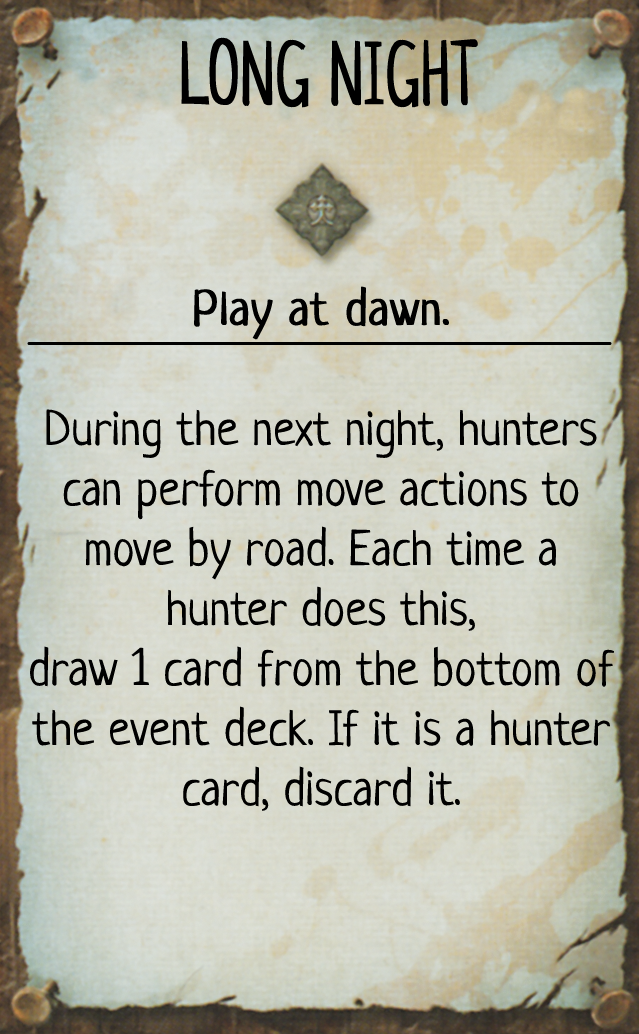 LONG NIGHT
Play at dawn.
During the next night, hunters
can perform move actions to
move by road. Each time a
hunter does this,
draw 1 card from the bottom of
the event deck. If it is a hunter
card, discard it.